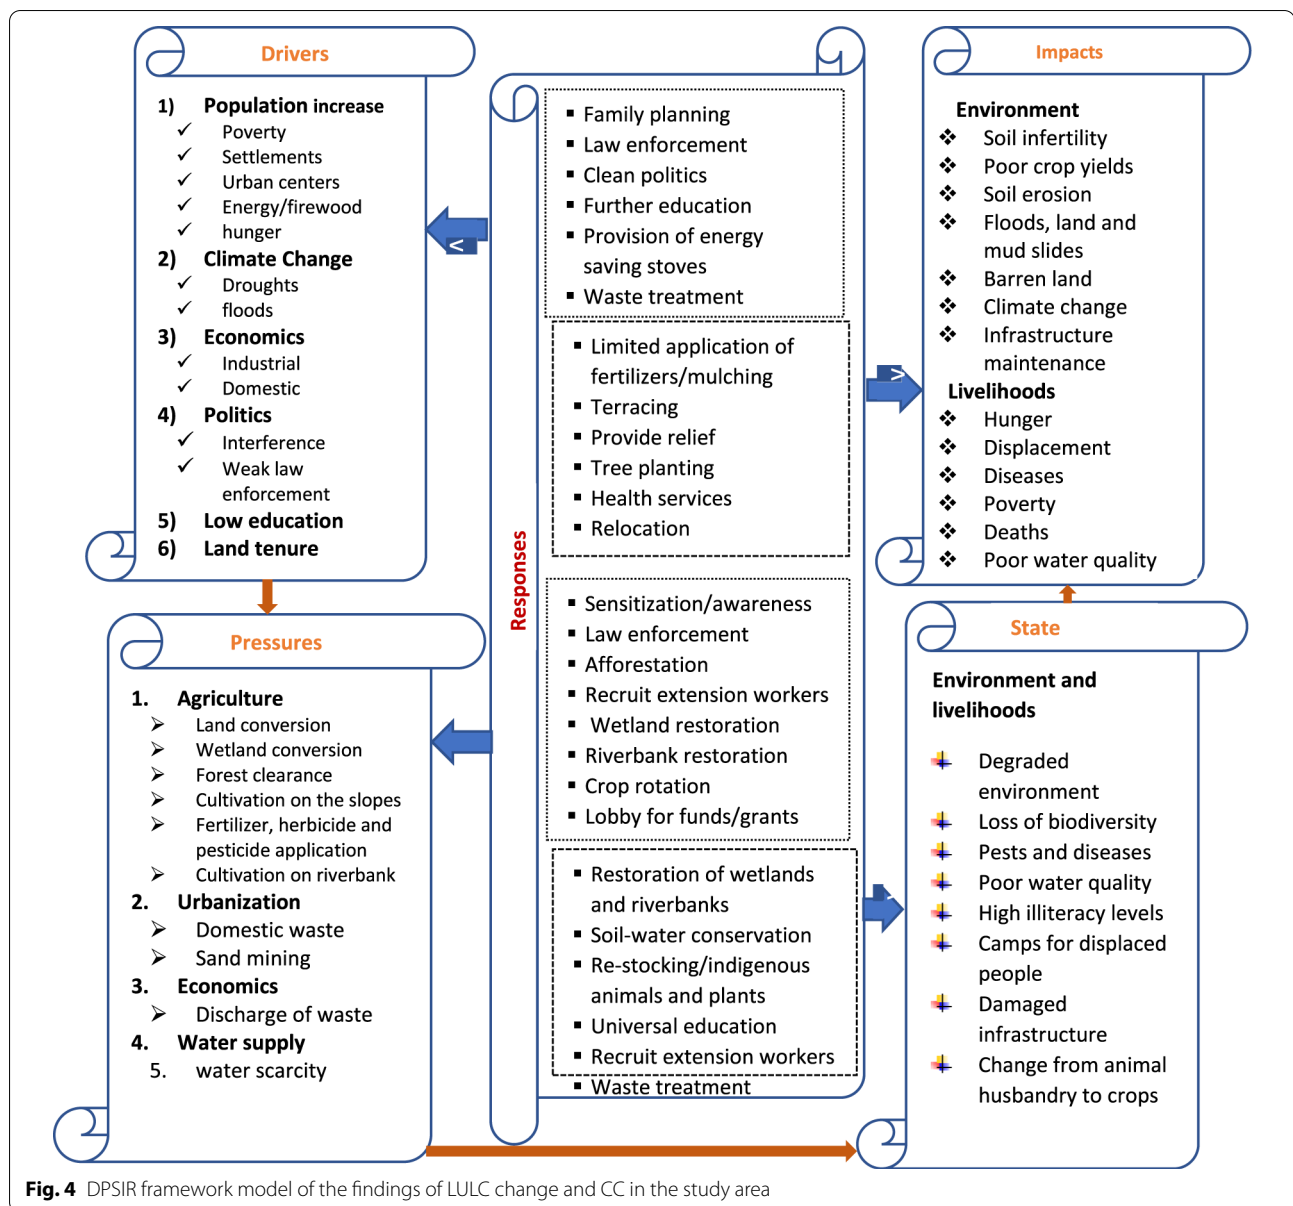 Drivers
1) Population increase
✓ Poverty
✓ Settlements
✓ Urban centers
✓ Energy/firewood
✓ hunger
2) Climate Change
✓ Droughts
✓ floods
3) Economics
✓ Industrial
✓ Domestic
4) Politics
✓ Interference
✓ Weak law
enforcement
5) Low education
6) Land tenure
Pressures
1. Agriculture
➢ Land conversion
➢ Wetland conversion
➢ Forest clearance
➢ Cultivation on the slopes
➢ Fertilizer, herbicide and
pesticide application
➢ Cultivation on riverbank
2. Urbanization
➢ Domestic waste
➢ Sand mining
3. Economics
➢ Discharge of waste
4. Water supply
5. water scarcity
Responses
▪ Family planning
▪ Law enforcement
▪ Clean politics
▪ Further education
▪ Provision of energy
saving stoves
▪ Waste treatment
▪ Limited application of
fertilizers/mulching
▪ Terracing
▪ Provide relief
▪ Tree planting
▪ Health services
▪ Relocation
▪ Sensitization/awareness
▪ Law enforcement
▪ Afforestation
▪ Recruit extension workers
▪ Wetland restoration
▪ Riverbank restoration
▪ Crop rotation
▪ Lobby for funds/grants
▪ Restoration of wetlands
and riverbanks
▪ Soil-water conservation
▪ Re-stocking/indigenous
animals and plants
▪ Universal education
▪ Recruit extension workers
▪ Waste treatment
Impacts
Environment
❖ Soil infertility
❖ Poor crop yields
❖ Soil erosion
❖ Floods, land and
mud slides
❖ Barren land
❖ Climate change
❖ Infrastructure
maintenance
Livelihoods
❖ Hunger
❖ Displacement
❖ Diseases
❖ Poverty
❖ Deaths
❖ Poor water quality
State
Environment and
livelihoods
Degraded
environment
Loss of biodiversity
Pests and diseases
Poor water quality
High illiteracy levels
Camps for displaced
people
Damaged
infrastructure
Change from animal
husbandry to crops
Fig. 4 DPSIR framework model of the findings of LULC change and CC in the study area